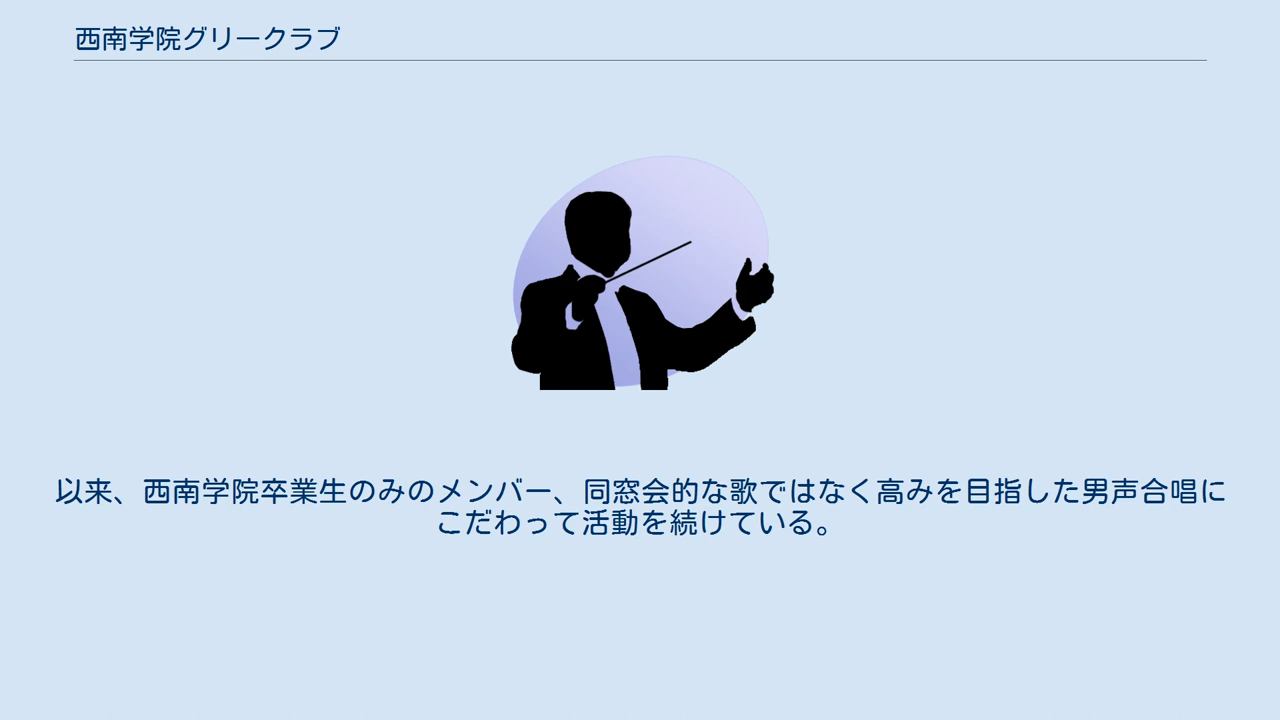 西南学院グリークラブ
以来、西南学院卒業生のみのメンバー、同窓会的な歌ではなく高みを目指した男声合唱に
こだわって活動を続けている。